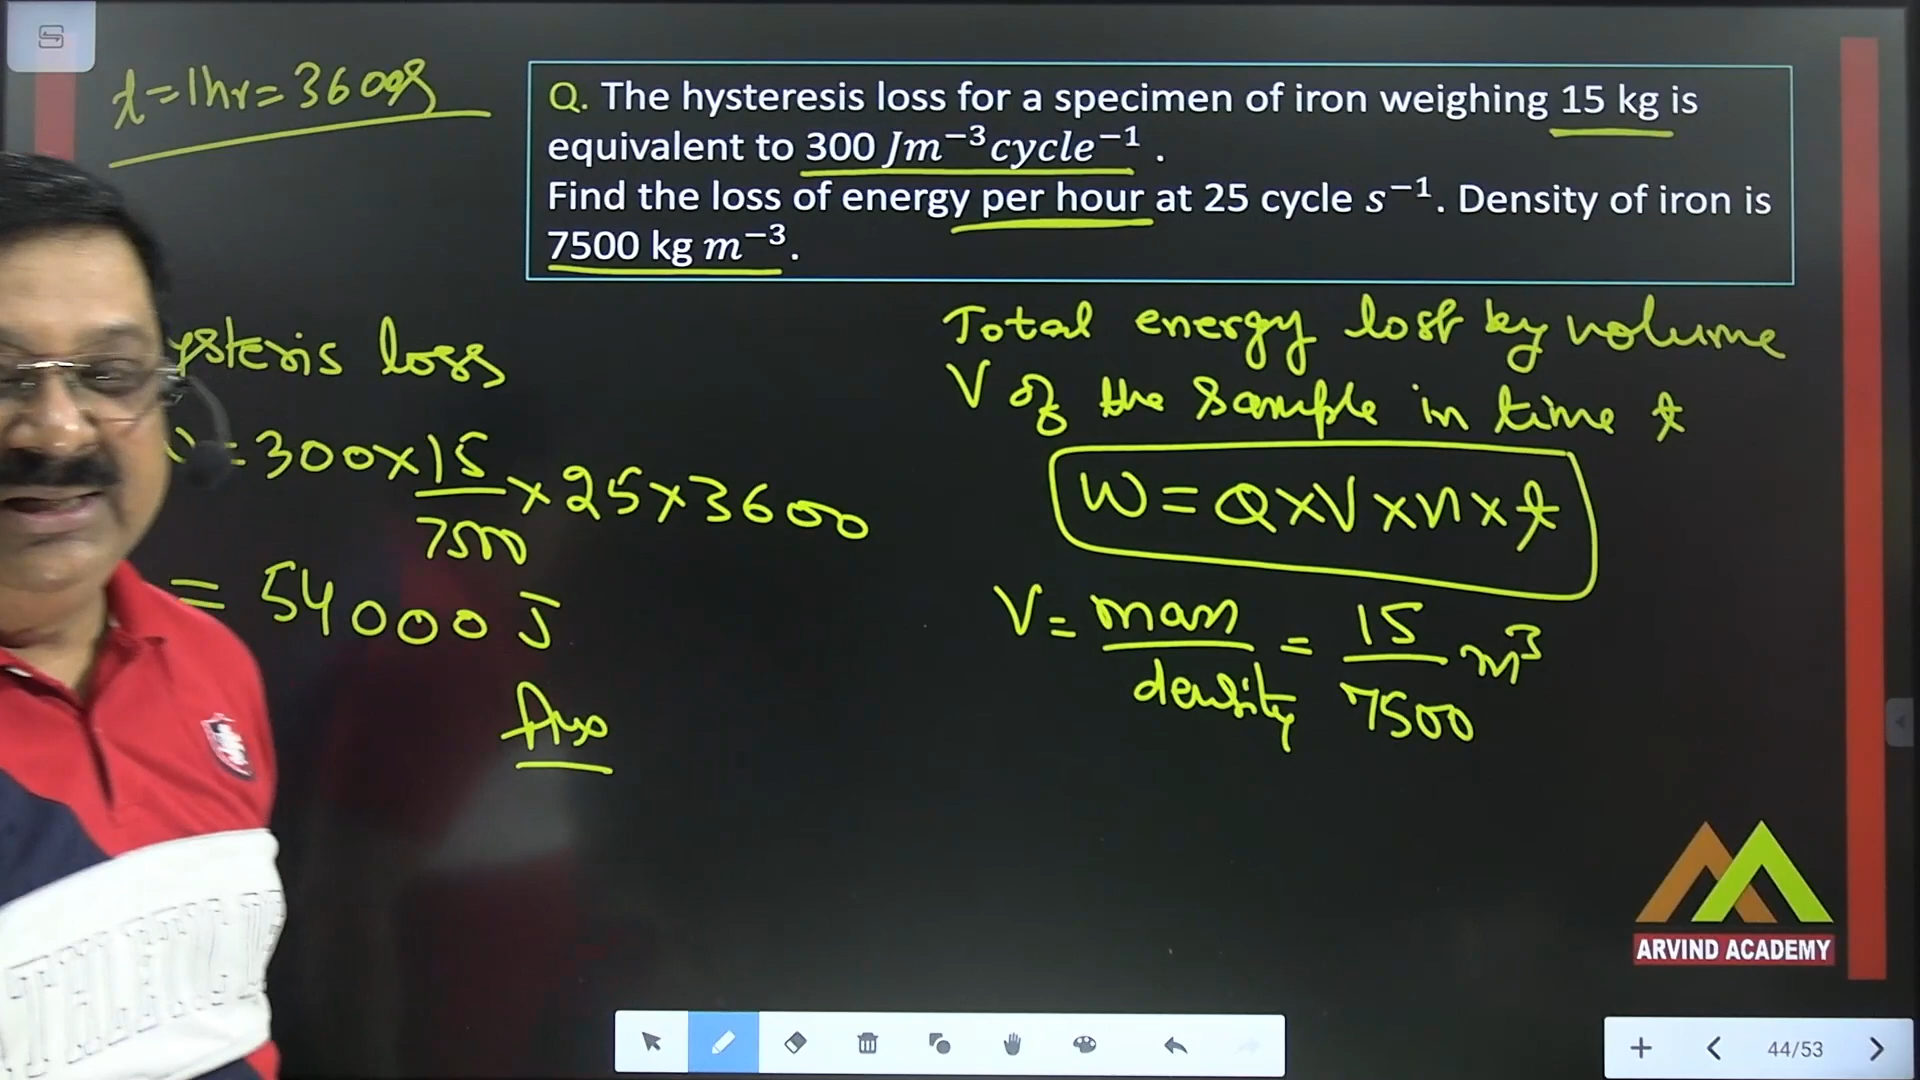 t=1hr=3600s
Q. The hysteresis loss for a specimen of iron weighing 15 kg is
equivalent to 300 Jm⁻³cycle⁻¹ .
Find the loss of energy per hour at 25 cycle s⁻¹. Density of iron is
7500 kg m⁻³.
ysteris loss
= 300×15/7500×25×3600
= 54000 J
Ans
Total energy lost by volume
V of the sample in time t
W = Q×V×n×t
V = mass/density = 15/7500 m³
ARVIND ACADEMY
44/53